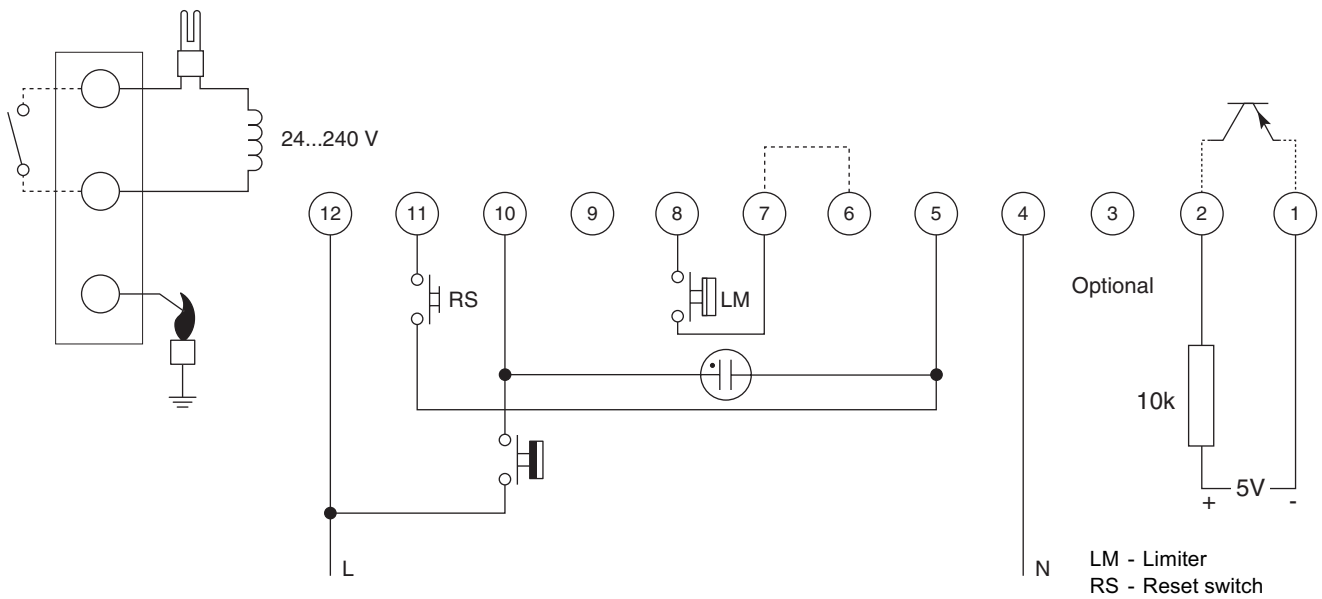 24...240 V
12 11 10 9 8 7 6 5 4 3 2 1
RS
LM
Optional
10k
5V
+ -
L
N
LM - Limiter
RS - Reset switch